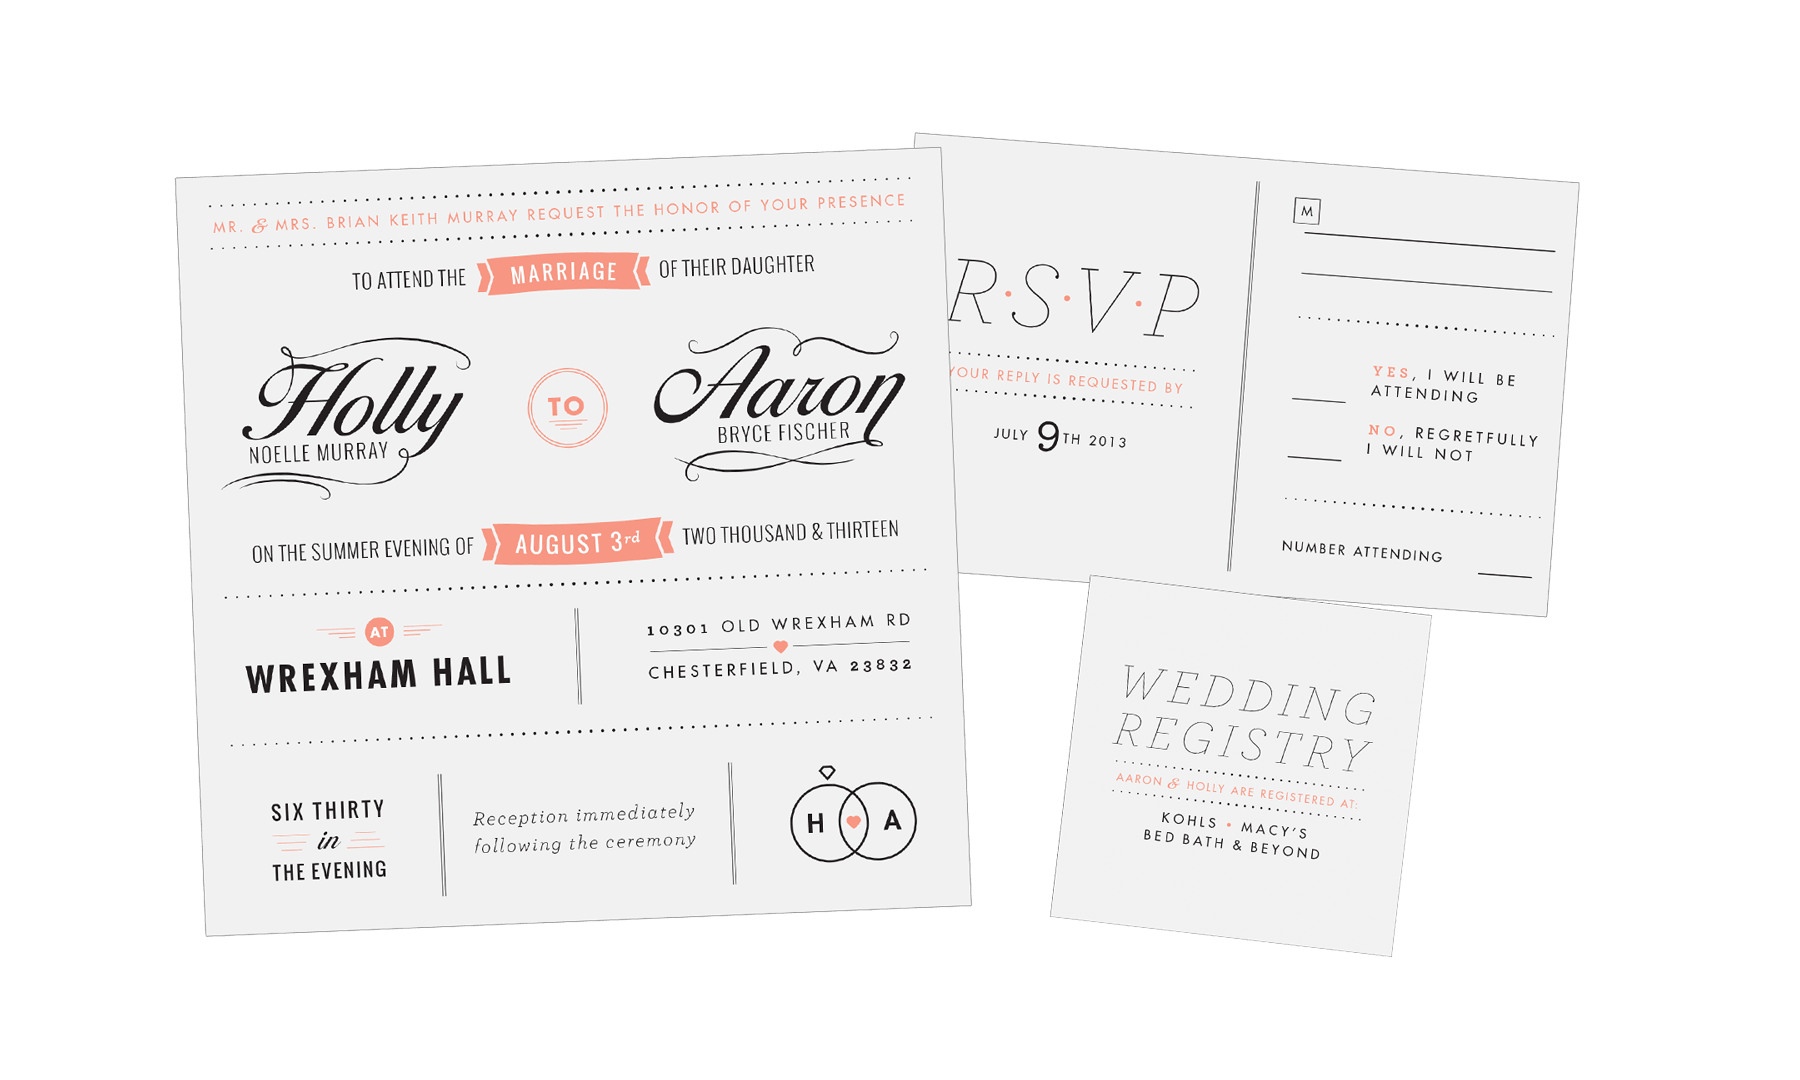 MR. & MRS. BRIAN KEITH MURRAY REQUEST THE HONOR OF YOUR PRESENCE
TO ATTEND THE MARRIAGE OF THEIR DAUGHTER
Holly
NOELLE MURRAY
TO
Aaron
BRYCE FISCHER
ON THE SUMMER EVENING OF AUGUST 3rd TWO THOUSAND & THIRTEEN
AT
WREXHAM HALL
10301 OLD WREXHAM RD
CHESTERFIELD, VA 23832
SIX THIRTY
in
THE EVENING
Reception immediately
following the ceremony
H A
R·S·V·P
YOUR REPLY IS REQUESTED BY
JULY 9TH 2013
M
YES, I WILL BE
ATTENDING
NO, REGRETFULLY
I WILL NOT
NUMBER ATTENDING
WEDDING
REGISTRY
AARON & HOLLY ARE REGISTERED AT:
KOHLS • MACY'S
BED BATH & BEYOND